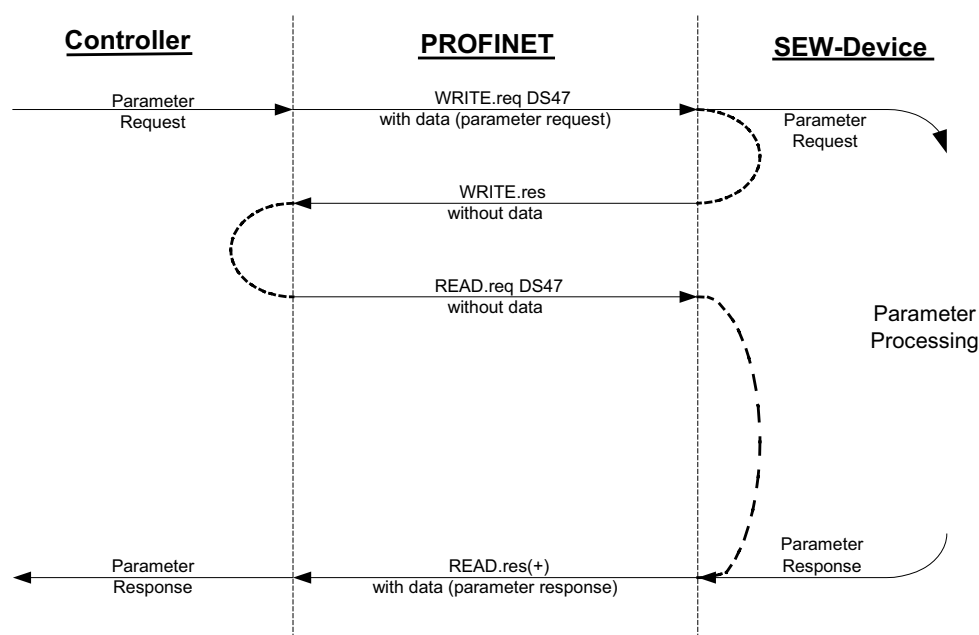 Controller
PROFINET
SEW-Device
Parameter
Request
WRITE.req DS47
with data (parameter request)
Parameter
Request
WRITE.res
without data
READ.req DS47
without data
Parameter
Processing
Parameter
Response
READ.res(+)
with data (parameter response)
Parameter
Response